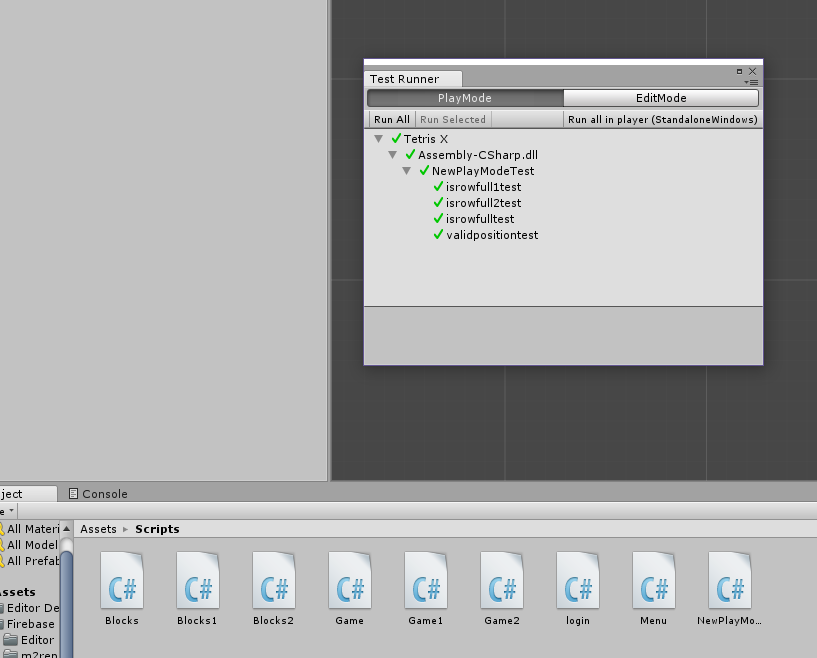 Test Runner
PlayMode EditMode
Run All Run Selected Run all in player (StandaloneWindows)
Tetris X
Assembly-CSharp.dll
NewPlayModeTest
isrowfull1test
isrowfull2test
isrowfulltest
validpositiontest
ject Console
e
All Materi
All Model
All Prefab
ssets
Editor De
Firebase
Editor
m2rep
Assets Scripts
C# C# C# C# C# C# C# C# C#
Blocks Blocks1 Blocks2 Game Game1 Game2 login Menu NewPlayMo...